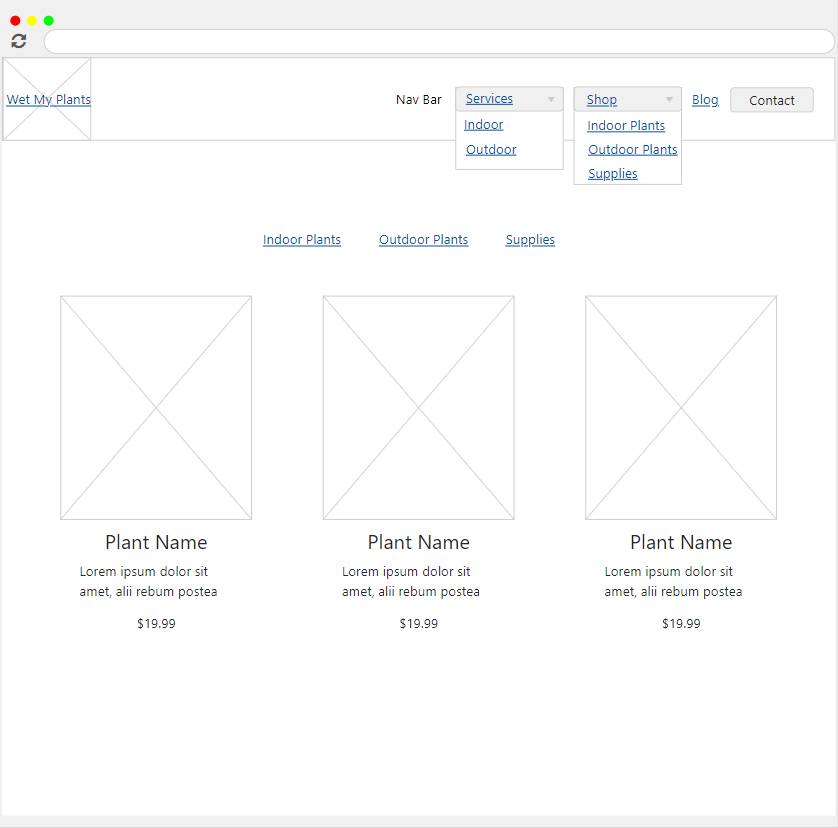 Wet My Plants
Nav Bar
Services
Shop
Blog
Contact
Indoor
Outdoor
Indoor Plants
Outdoor Plants
Supplies
Indoor Plants
Outdoor Plants
Supplies
Plant Name
Lorem ipsum dolor sit
amet, alii rebum postea
$19.99
Plant Name
Lorem ipsum dolor sit
amet, alii rebum postea
$19.99
Plant Name
Lorem ipsum dolor sit
amet, alii rebum postea
$19.99